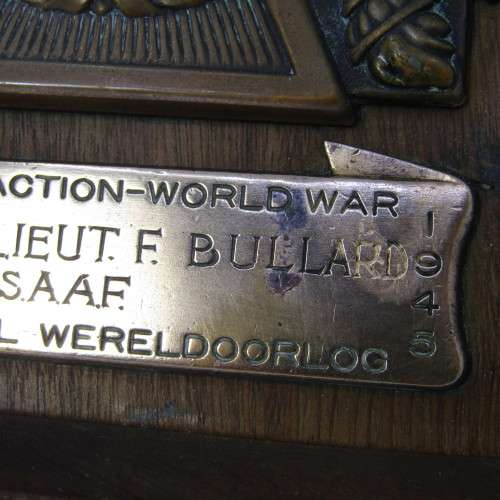 ACTION-WORLD WAR
LIEUT. F. BULLARD
S.A.A.F.
L WERELDOORLOG
1
9
4
5